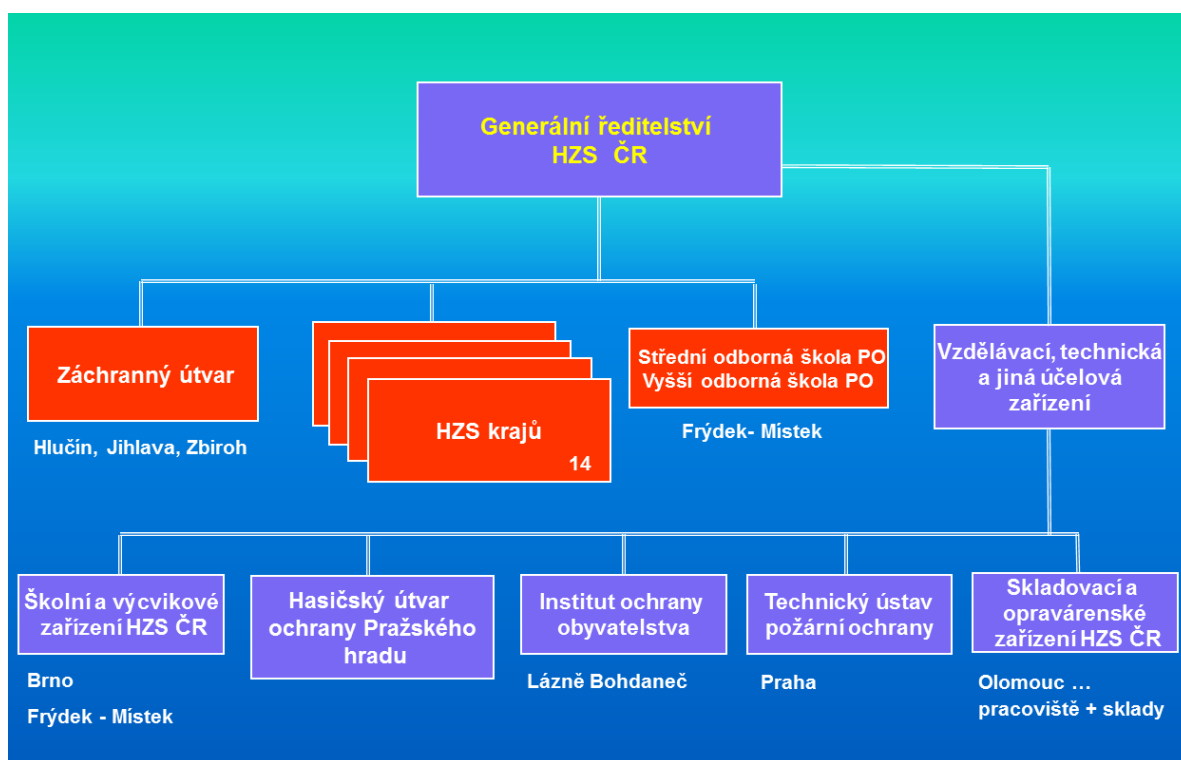 Generální ředitelství
HZS ČR
Záchranný útvar
Hlučín, Jihlava, Zbiroh
HZS krajů
14
Střední odborná škola PO
Vyšší odborná škola PO
Frýdek- Místek
Vzdělávací, technická
a jiná účelová
zařízení
Školní a výcvikové
zařízení HZS ČR
Brno
Frýdek - Místek
Hasičský útvar
ochrany Pražského
hradu
Institut ochrany
obyvatelstva
Lázně Bohdaneč
Technický ústav
požární ochrany
Praha
Skladovací a
opravárenské
zařízení HZS ČR
Olomouc ...
pracoviště + sklady